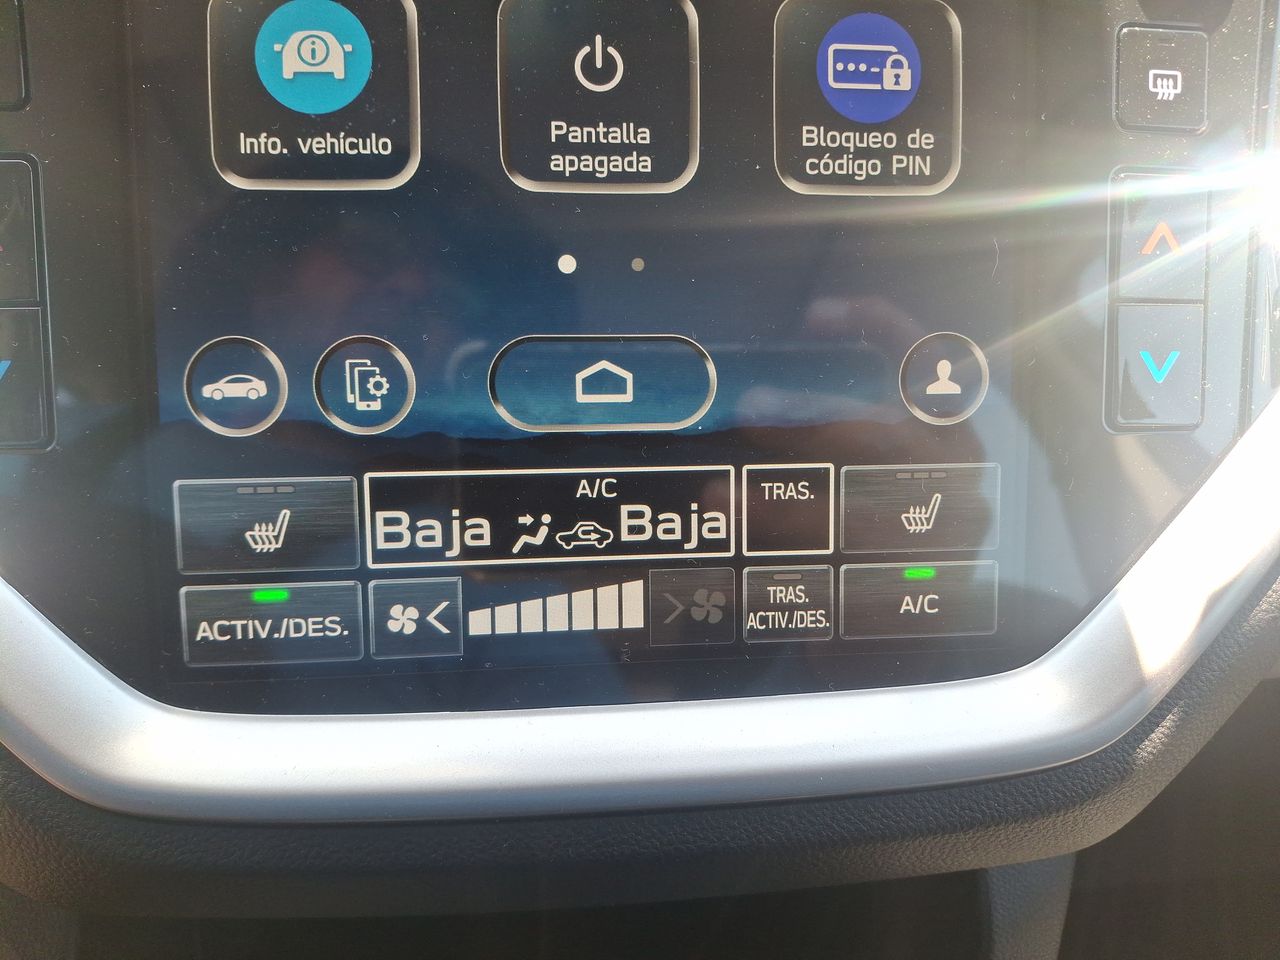 Info. vehículo
Pantalla
apagada
Bloqueo de
código PIN
A/C
Baja
Baja
TRAS.
ACTIV./DES.
TRAS.
ACTIV./DES.
A/C